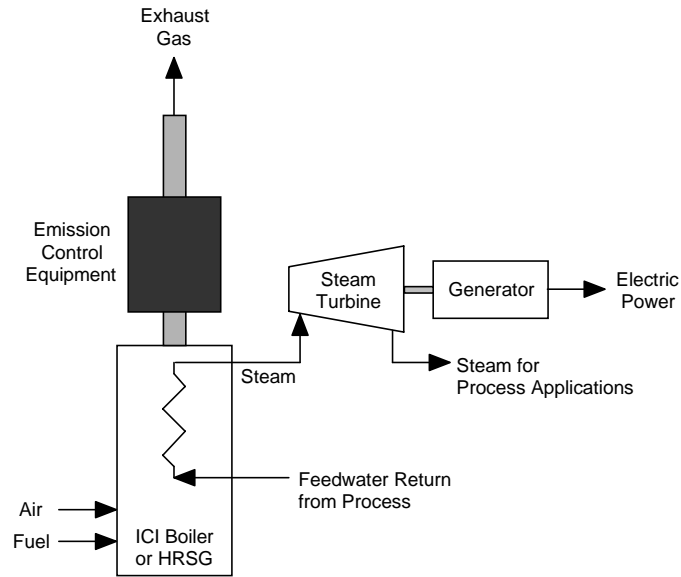 Exhaust
Gas
Emission
Control
Equipment
Steam
Turbine
Generator
Electric
Power
Steam
Steam for
Process Applications
Feedwater Return
from Process
Air
Fuel
ICI Boiler
or HRSG